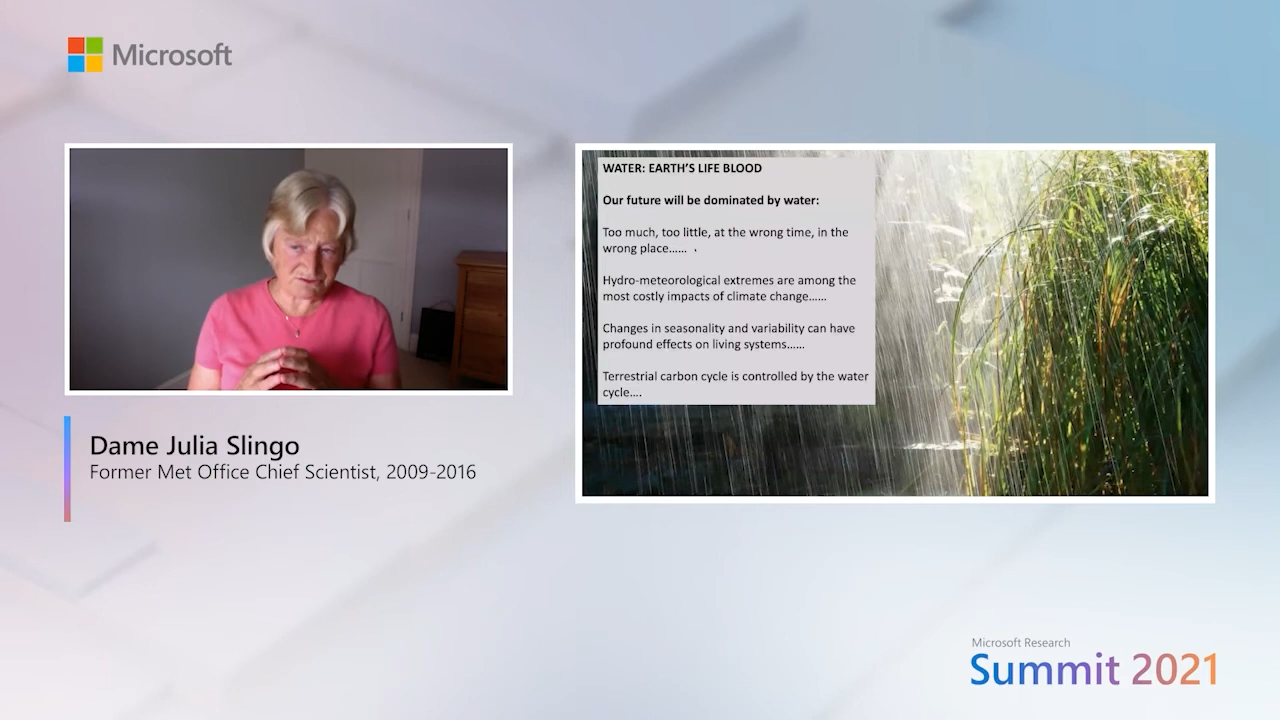 Microsoft
WATER: EARTH'S LIFE BLOOD
Our future will be dominated by water:
Too much, too little, at the wrong time, in the
wrong place......
Hydro-meteorological extremes are among the
most costly impacts of climate change......
Changes in seasonality and variability can have
profound effects on living systems......
Terrestrial carbon cycle is controlled by the water
cycle....
Dame Julia Slingo
Former Met Office Chief Scientist, 2009-2016
Microsoft Research
Summit 2021